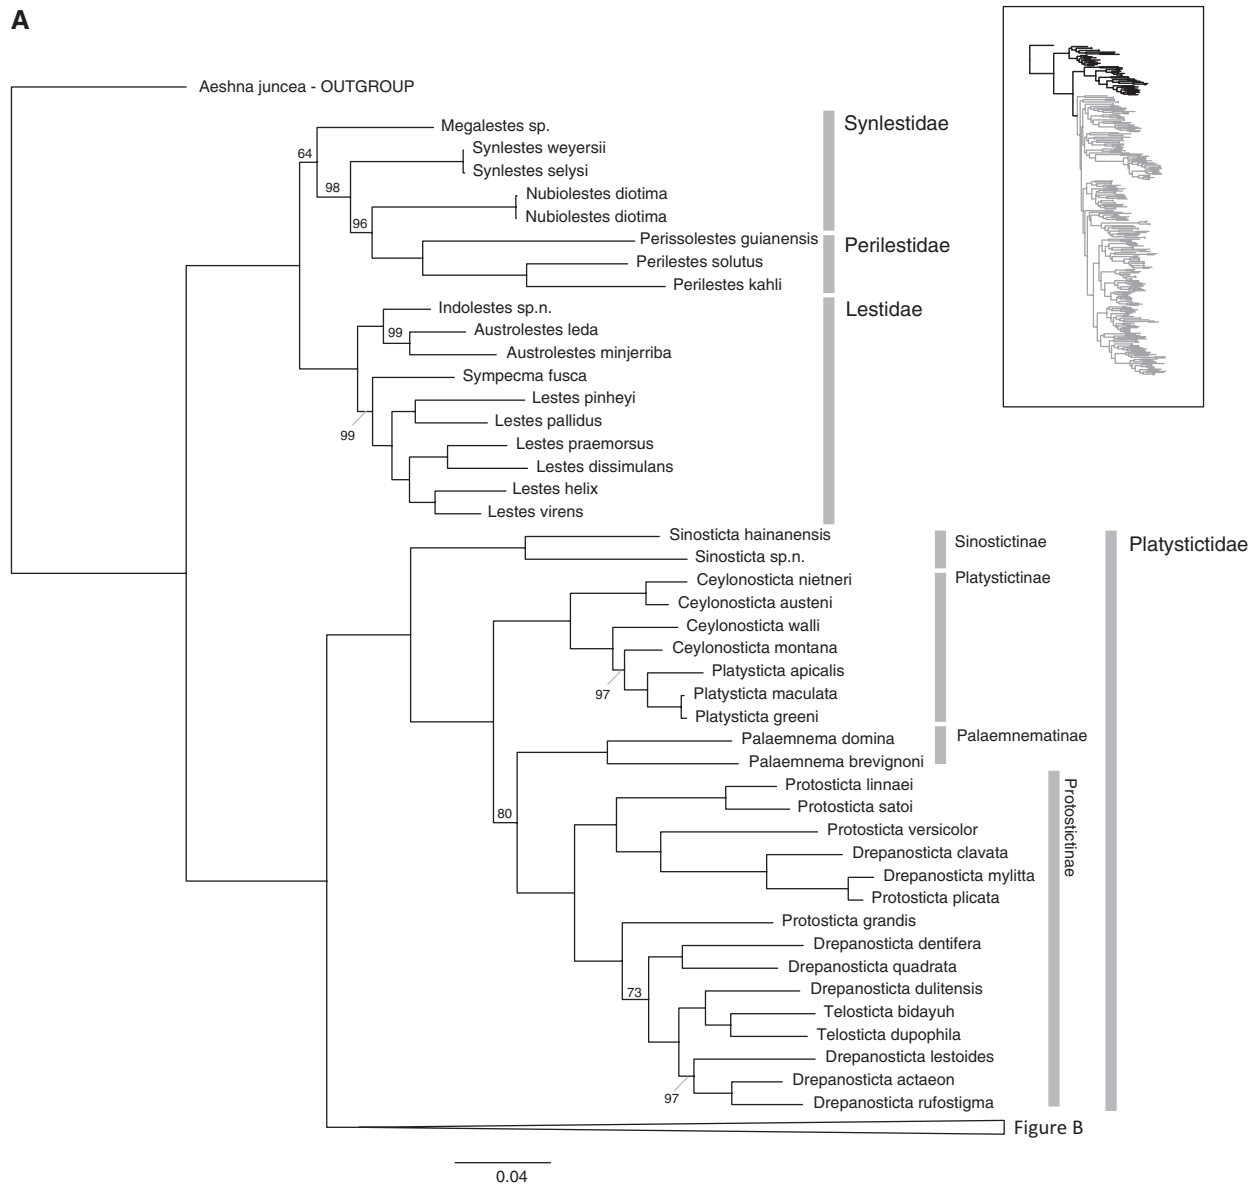 A
Aeshna juncea - OUTGROUP
Megalestes sp.
Synlestidae
64
Synlestes weyersii
Synlestes selysi
98
Nubiolestes diotima
Nubiolestes diotima
96
Perissolestes guianensis
Perilestidae
Perilestes solutus
Perilestes kahli
Indolestes sp.n.
Lestidae
99
Austrolestes leda
Austrolestes minjerriba
Sympecma fusca
Lestes pinheyi
Lestes pallidus
99
Lestes praemorsus
Lestes dissimulans
Lestes helix
Lestes virens
Sinosticta hainanensis
Sinostictinae
Platystictidae
Sinosticta sp.n.
Ceylonosticta nietneri
Platystictinae
Ceylonosticta austeni
Ceylonosticta walli
Ceylonosticta montana
Platysticta apicalis
97
Platysticta maculata
Platysticta greeni
Palaemnema domina
Palaemnematinae
Palaemnema brevignoni
Protosticta linnaei
Protostictinae
Protosticta satoi
80
Protosticta versicolor
Drepanosticta clavata
Drepanosticta mylitta
Protosticta plicata
Protosticta grandis
Drepanosticta dentifera
Drepanosticta quadrata
73
Drepanosticta dulitensis
Telosticta bidayuh
Telosticta dupophila
Drepanosticta lestoides
Drepanosticta actaeon
97
Drepanosticta rufostigma
Figure B
0.04